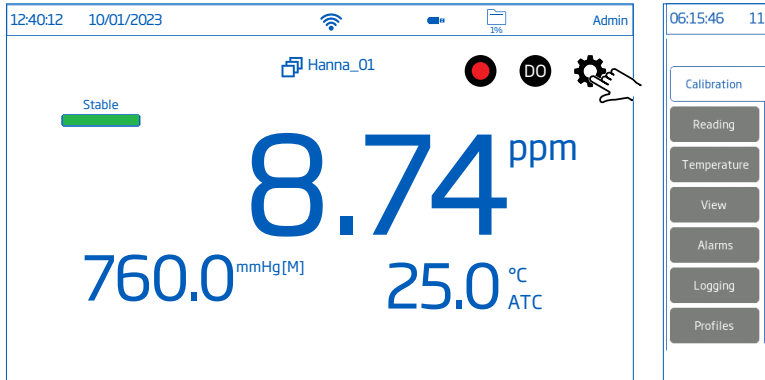 12:40:12 10/01/2023 1% Admin
Hanna_01
DO
Stable
8.74 ppm
760.0 mmHg[M]
25.0 °C
ATC
06:15:46 11
Calibration
Reading
Temperature
View
Alarms
Logging
Profiles